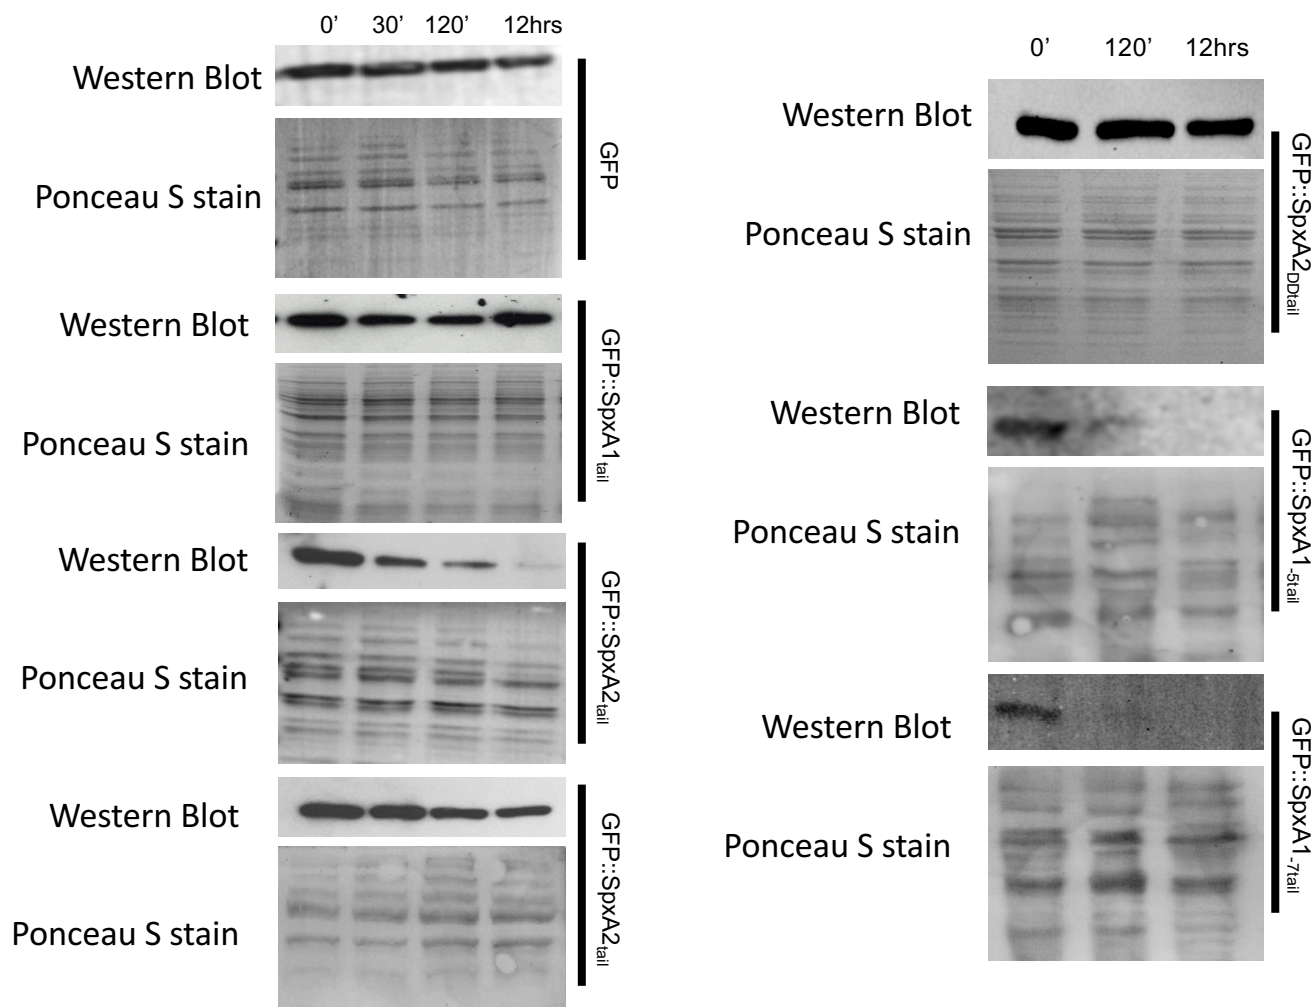 0' 30' 120' 12hrs
Western Blot
Ponceau S stain
GFP
Western Blot
Ponceau S stain
GFP::SpxA1tail
Western Blot
Ponceau S stain
GFP::SpxA2tail
Western Blot
Ponceau S stain
GFP::SpxA2tail
0' 120' 12hrs
Western Blot
Ponceau S stain
GFP::SpxA2DDtail
Western Blot
Ponceau S stain
GFP::SpxA1-5tail
Western Blot
Ponceau S stain
GFP::SpxA1-7tail